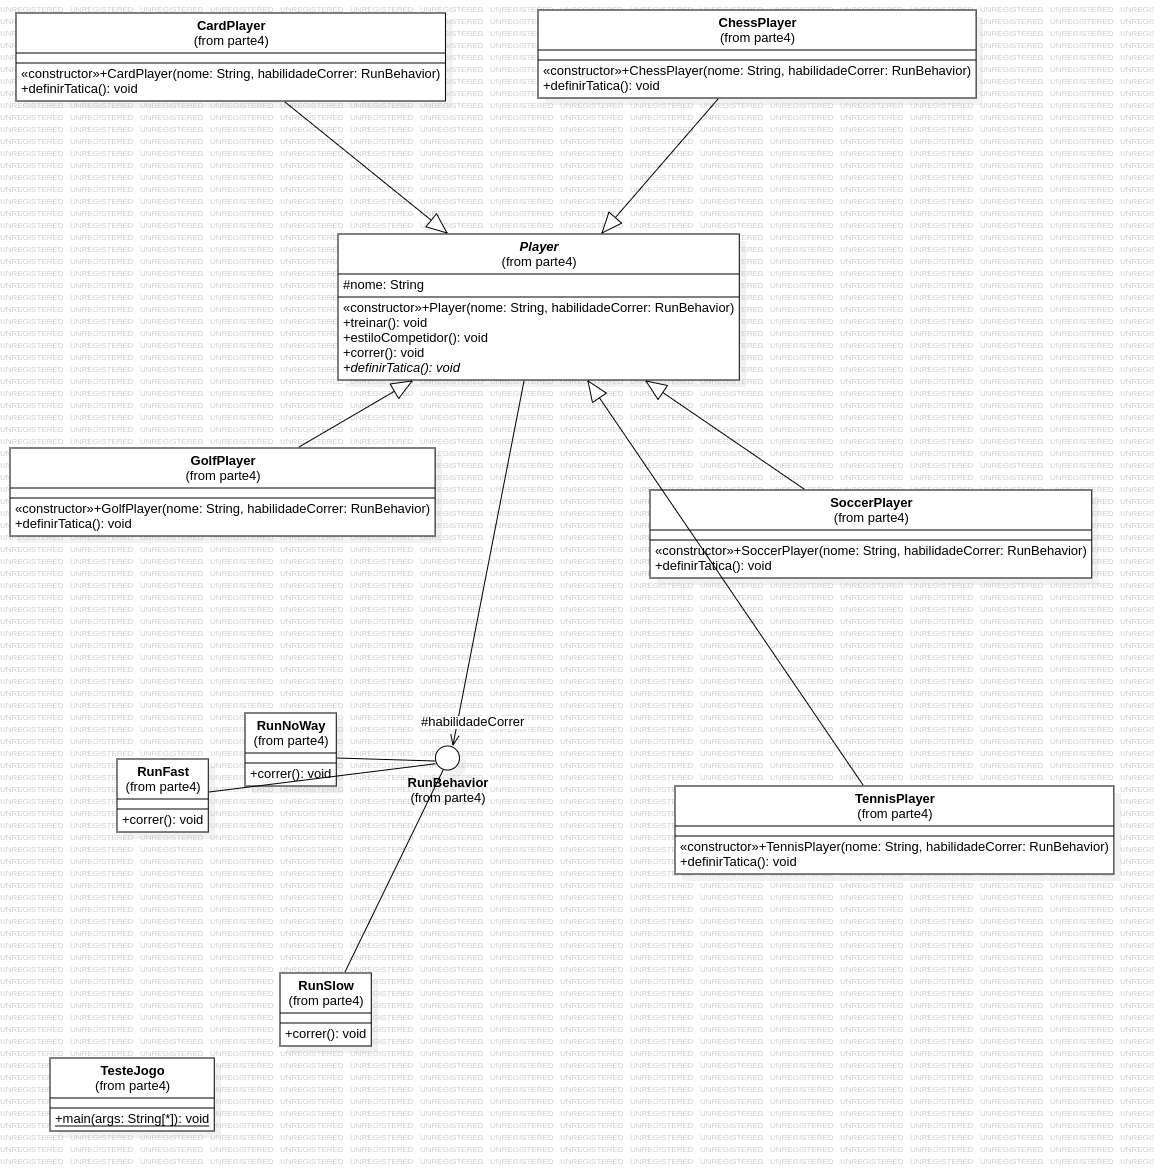 CardPlayer
(from parte4)
«constructor»+CardPlayer(nome: String, habilidadeCorrer: RunBehavior)
+definirTatica(): void
ChessPlayer
(from parte4)
«constructor»+ChessPlayer(nome: String, habilidadeCorrer: RunBehavior)
+definirTatica(): void
Player
(from parte4)
#nome: String
«constructor»+Player(nome: String, habilidadeCorrer: RunBehavior)
+treinar(): void
+estiloCompetidor(): void
+correr(): void
+definirTatica(): void
GolfPlayer
(from parte4)
«constructor»+GolfPlayer(nome: String, habilidadeCorrer: RunBehavior)
+definirTatica(): void
SoccerPlayer
(from parte4)
«constructor»+SoccerPlayer(nome: String, habilidadeCorrer: RunBehavior)
+definirTatica(): void
#habilidadeCorrer
RunBehavior
(from parte4)
RunNoWay
(from parte4)
+correr(): void
RunFast
(from parte4)
+correr(): void
TennisPlayer
(from parte4)
«constructor»+TennisPlayer(nome: String, habilidadeCorrer: RunBehavior)
+definirTatica(): void
RunSlow
(from parte4)
+correr(): void
TesteJogo
(from parte4)
+main(args: String[*]): void
UNREGISTERED